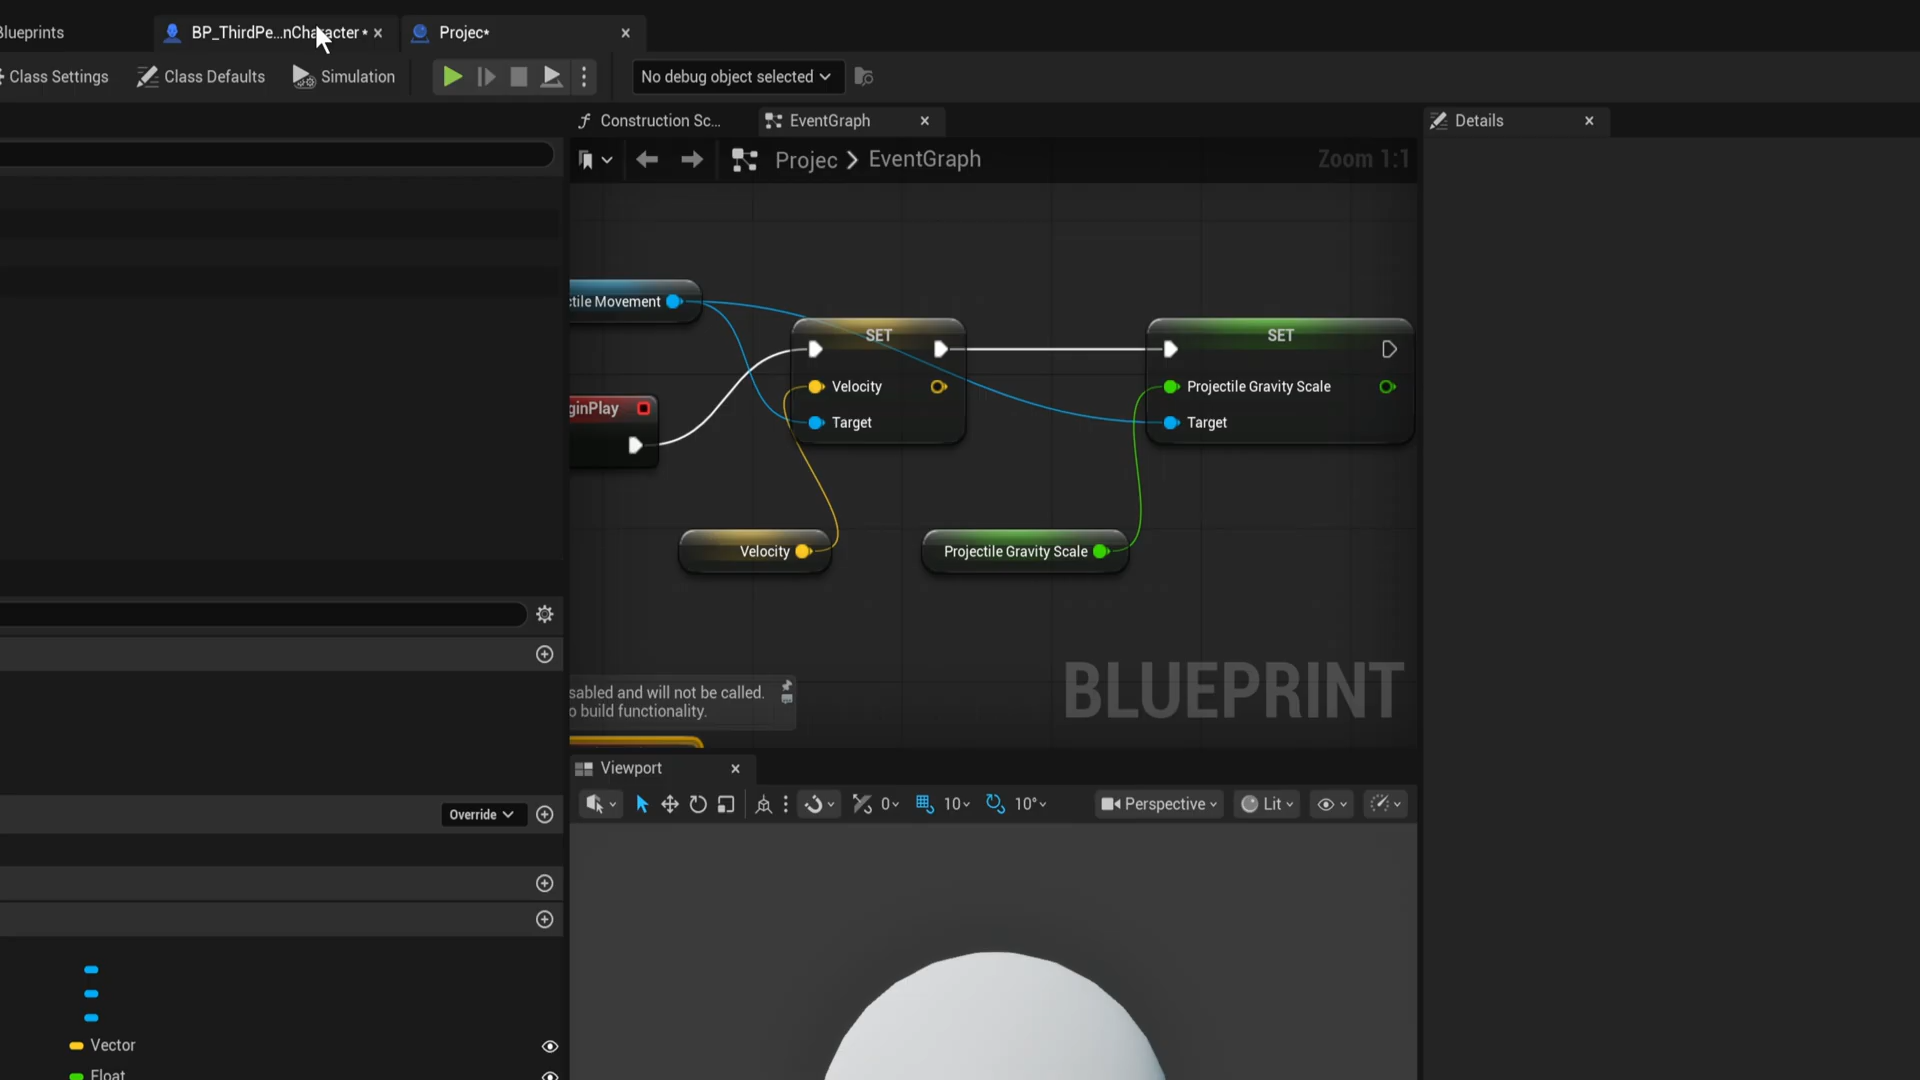 Blueprints
BP_ThirdPe...nCharacter*
Projec*
Class Settings
Class Defaults
Simulation
No debug object selected
Construction Sc...
EventGraph
Details
Projec > EventGraph
Zoom 1:1
ctile Movement
SET
SET
Velocity
Projectile Gravity Scale
ginPlay
Target
Target
Velocity
Projectile Gravity Scale
sabled and will not be called.
o build functionality.
BLUEPRINT
Viewport
0
10
10°
Perspective
Lit
Override
Vector
Float